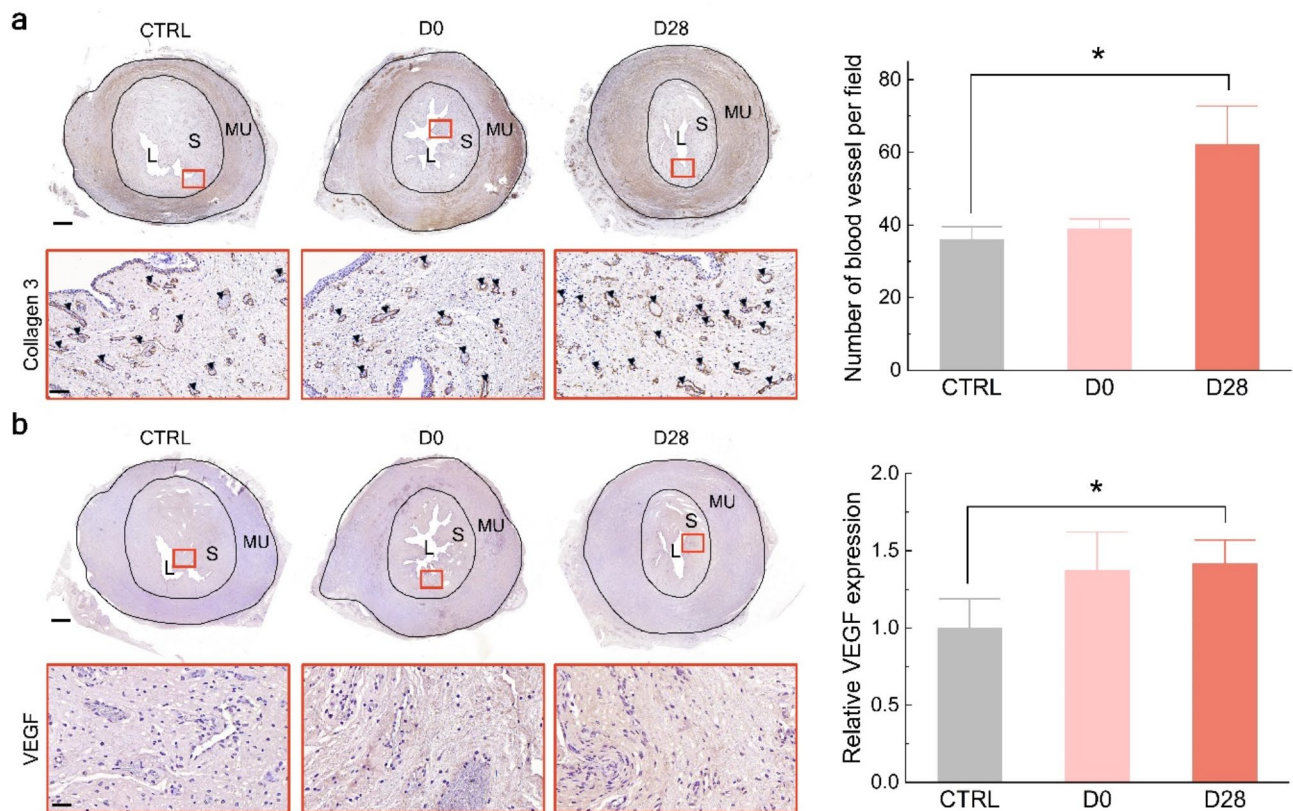 a
CTRL
D0
D28
L
S
MU
L
S
MU
L
S
MU
Collagen 3
Number of blood vessel per field
80
60
40
20
0
*
CTRL
D0
D28
b
CTRL
D0
D28
L
S
MU
L
S
MU
L
S
MU
VEGF
Relative VEGF expression
2.0
1.5
1.0
0.5
0.0
*
CTRL
D0
D28